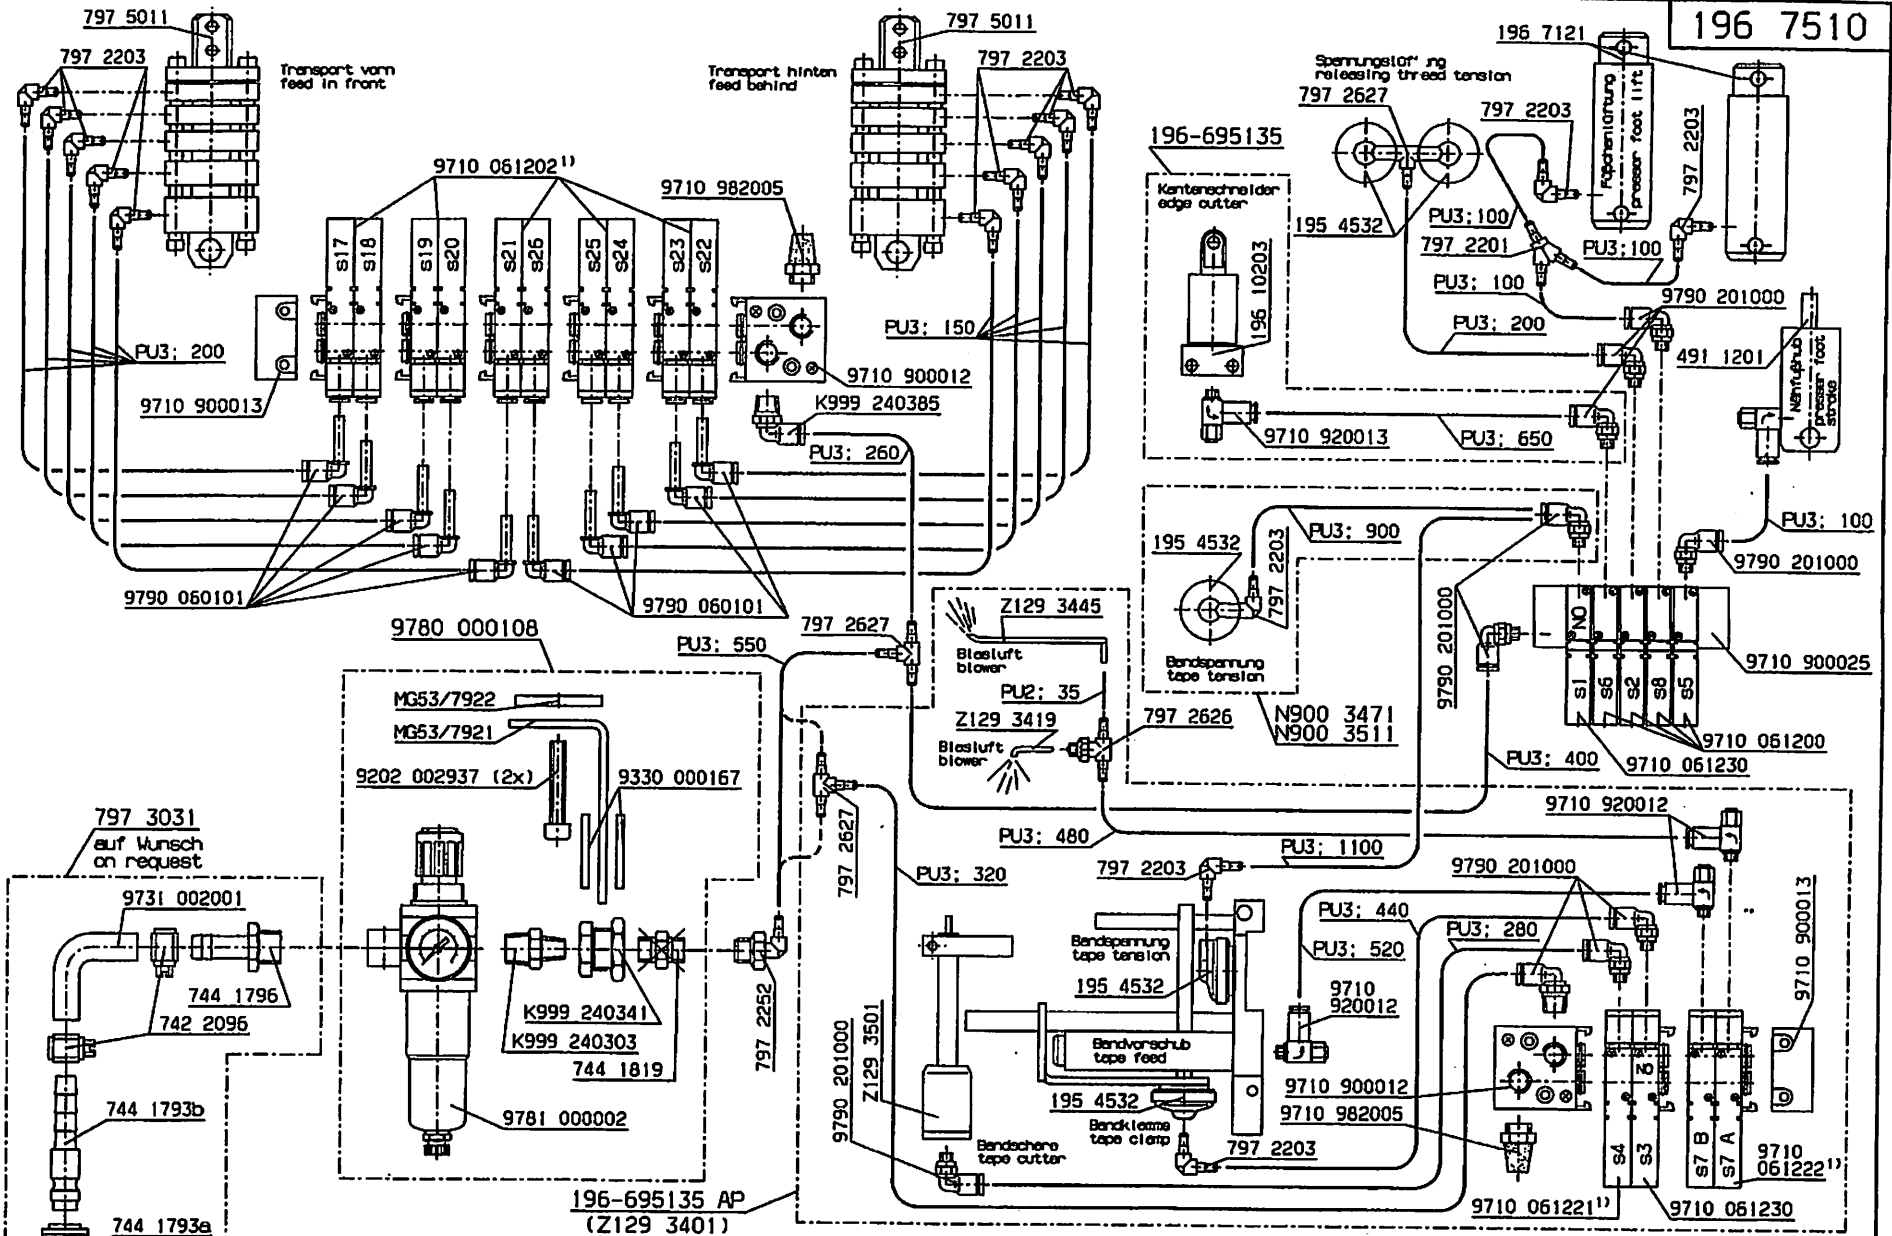 196 7510
797 5011
797 2203
Transport vorn
feed in front
797 5011
797 2203
Transport hinten
feed behind
releasing thread tension
797 2627
196 7121
797 2203
presser foot lift
797 2203
196-695135
Kantenschneider
edge cutter
196 10203
195 4532
PU3; 100
797 2201
PU3; 100
PU3; 100
9790 201000
PU3; 200
491 1201
Nähfußhub
presser foot
stroke
9710 061202¹⁾
9710 982005
s17
s18
s19
s20
s21
s26
s25
s24
s23
s22
PU3; 200
PU3; 150
9710 900013
9710 900012
K999 240385
PU3; 260
9710 920013
PU3; 650
PU3; 100
9790 201000
PU3; 900
195 4532
797 2203
Bandspannung
tape tension
9790 201000
9790 060101
9790 060101
9780 000108
PU3; 550
797 2627
Z129 3445
Blasluft
blower
PU2; 35
Z129 3419
797 2626
Blasluft
blower
N900 3471
N900 3511
NO
s1
s6
s2
s8
s5
9710 900025
9710 061200
9710 061230
PU3; 400
MG53/7922
MG53/7921
9202 002937 (2x)
9330 000167
797 3031
auf Wunsch
on request
9731 002001
744 1796
742 2096
744 1793b
744 1793a
K999 240341
K999 240303
744 1819
9781 000002
797 2252
797 2627
PU3; 320
PU3; 480
797 2203
PU3; 1100
9710 920012
9790 201000
PU3; 440
PU3; 280
PU3; 520
Bandspannung
tape tension
195 4532
9710
920012
9710 900013
Bandvorschub
tape feed
Z129 3501
9790 201000
195 4532
Bandklemme
tape clamp
797 2203
Bandschere
tape cutter
9710 900012
9710 982005
NO
s4
s3
s7 B
s7 A
9710
061222¹⁾
9710 061221¹⁾
9710 061230
196-695135 AP
(Z129 3401)